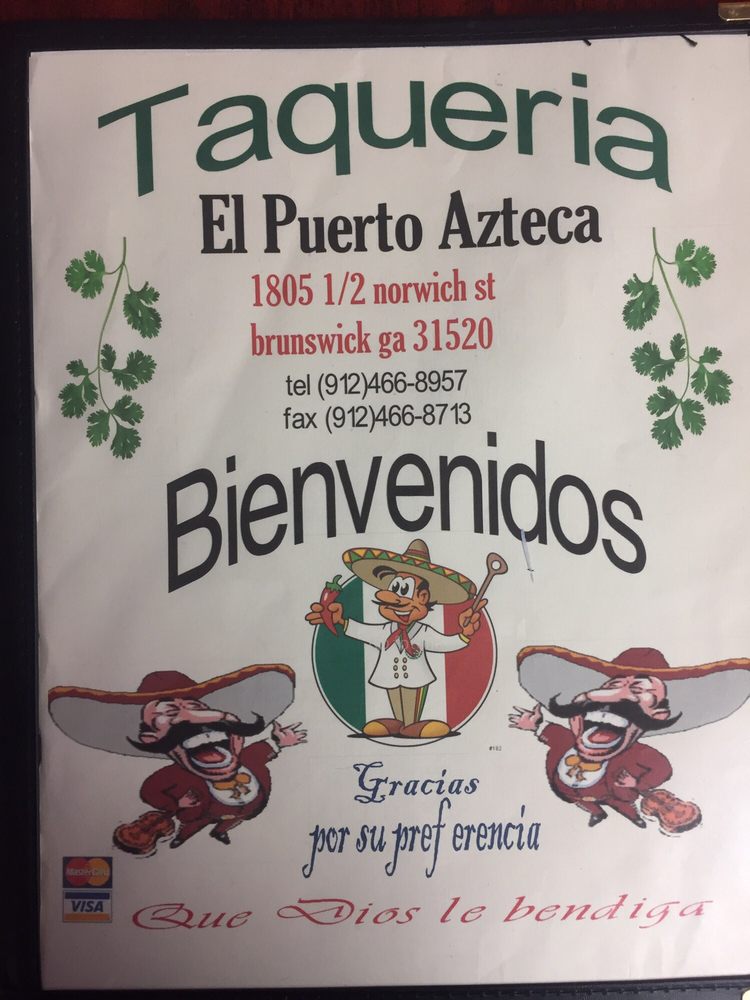 Taqueria
El Puerto Azteca
1805 1/2 norwich st
brunswick ga 31520
tel (912)466-8957
fax (912)466-8713
Bienvenidos
#182
Gracias
por su pref erencia
MasterCard
VISA
Que Dios le bendiga